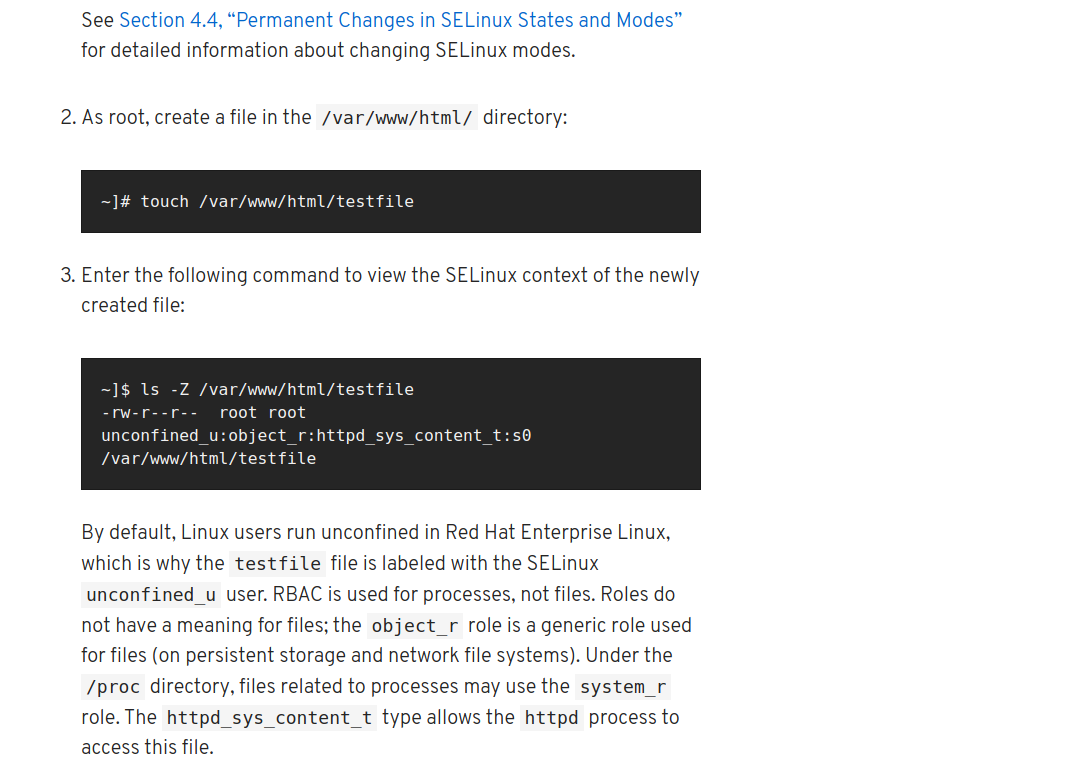 See Section 4.4, “Permanent Changes in SELinux States and Modes”
for detailed information about changing SELinux modes.
2. As root, create a file in the /var/www/html/ directory:
~]# touch /var/www/html/testfile
3. Enter the following command to view the SELinux context of the newly
created file:
~]$ ls -Z /var/www/html/testfile
-rw-r--r--  root root
unconfined_u:object_r:httpd_sys_content_t:s0
/var/www/html/testfile
By default, Linux users run unconfined in Red Hat Enterprise Linux,
which is why the testfile file is labeled with the SELinux
unconfined_u user. RBAC is used for processes, not files. Roles do
not have a meaning for files; the object_r role is a generic role used
for files (on persistent storage and network file systems). Under the
/proc directory, files related to processes may use the system_r
role. The httpd_sys_content_t type allows the httpd process to
access this file.